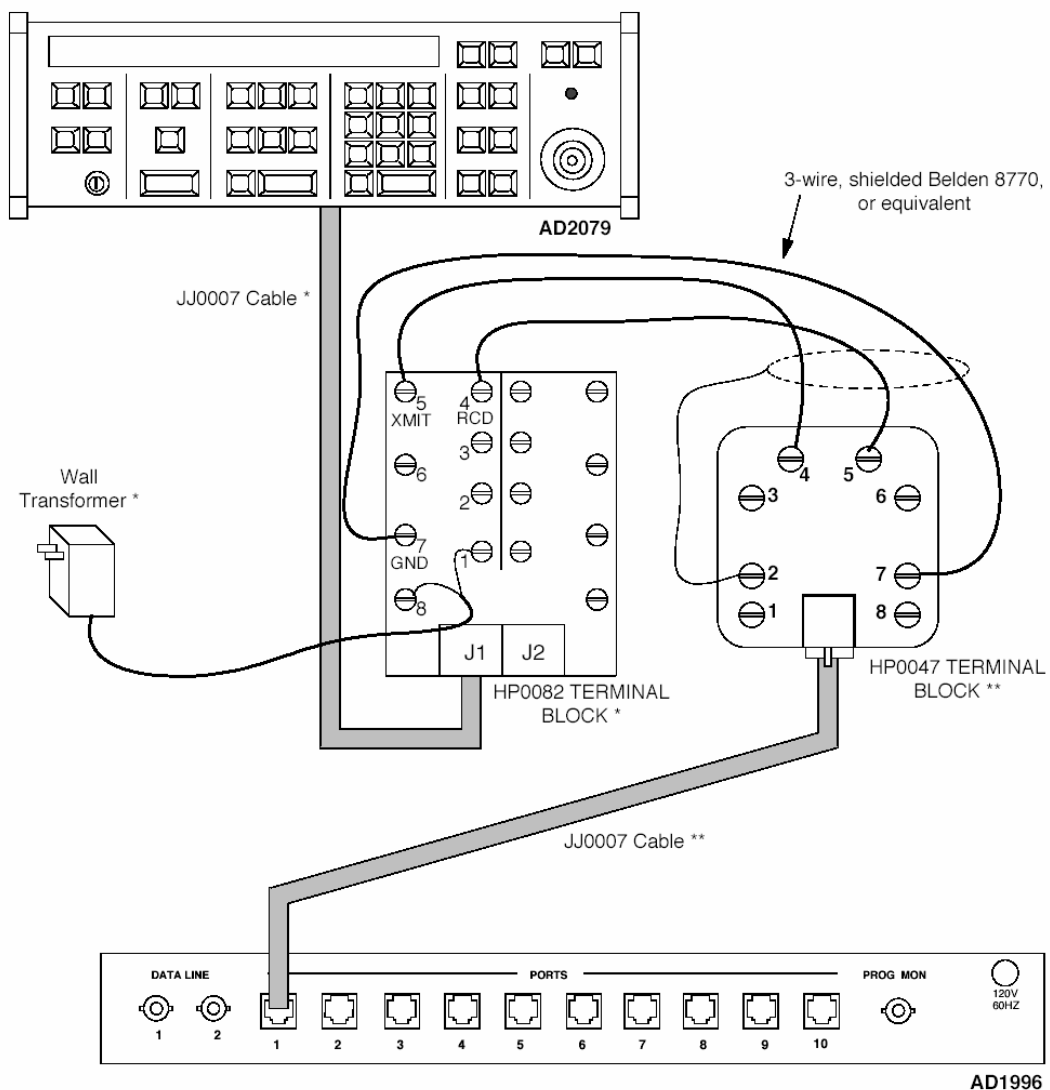 AD2079
3-wire, shielded Belden 8770,
or equivalent
JJ0007 Cable *
Wall
Transformer *
5
XMIT
4
RCD
3
6
2
7
GND
1
8
J1
J2
HP0082 TERMINAL
BLOCK *
4
5
3
6
2
7
1
8
HP0047 TERMINAL
BLOCK **
JJ0007 Cable **
DATA LINE
PORTS
PROG MON
120V
60HZ
1
2
1
2
3
4
5
6
7
8
9
10
AD1996